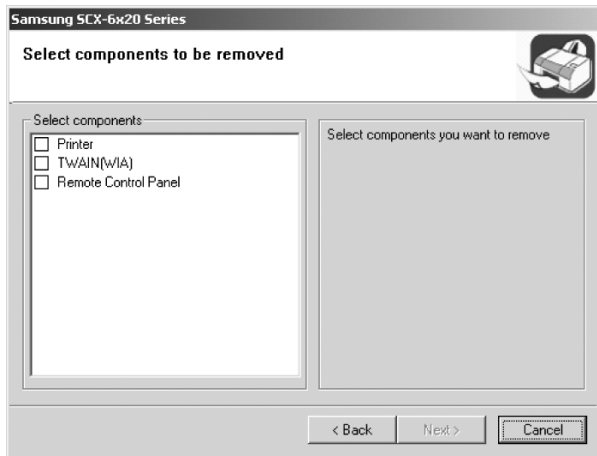 Samsung SCX-6x20 Series
Select components to be removed
Select components
Printer
TWAIN(WIA)
Remote Control Panel
Select components you want to remove
< Back
Next >
Cancel